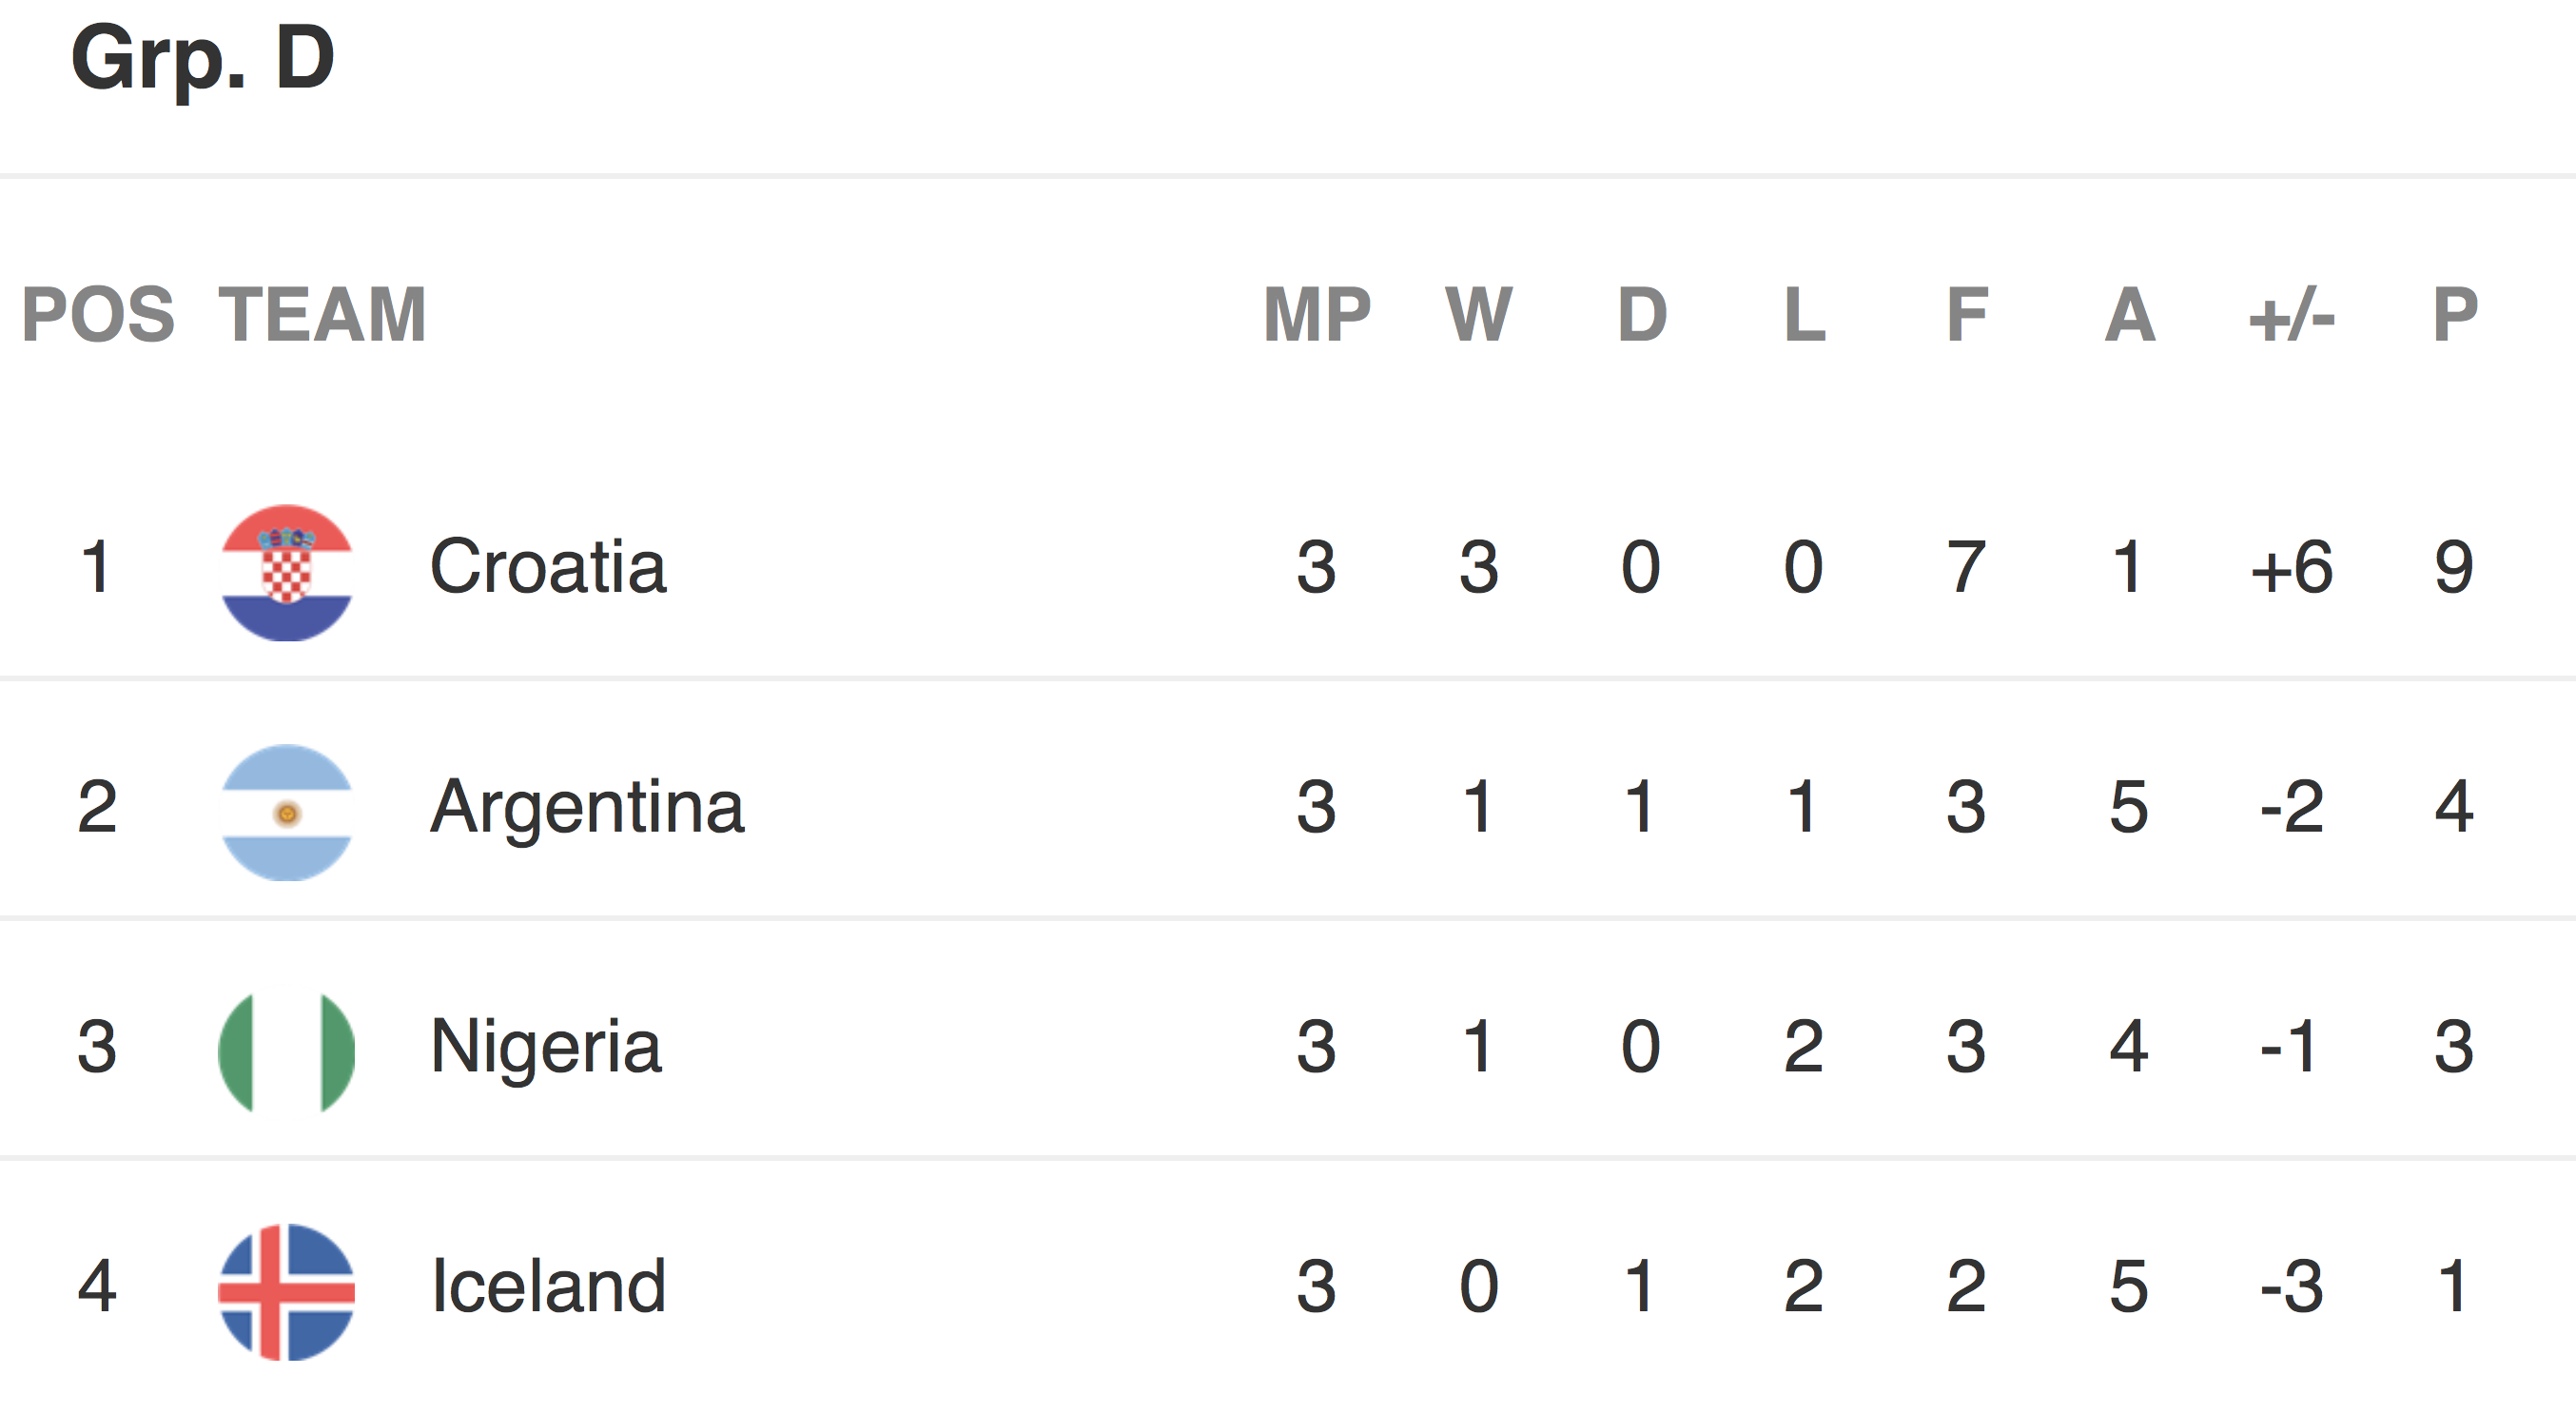 Grp. D
POS TEAM MP W D L F A +/- P
1 Croatia 3 3 0 0 7 1 +6 9
2 Argentina 3 1 1 1 3 5 -2 4
3 Nigeria 3 1 0 2 3 4 -1 3
4 Iceland 3 0 1 2 2 5 -3 1